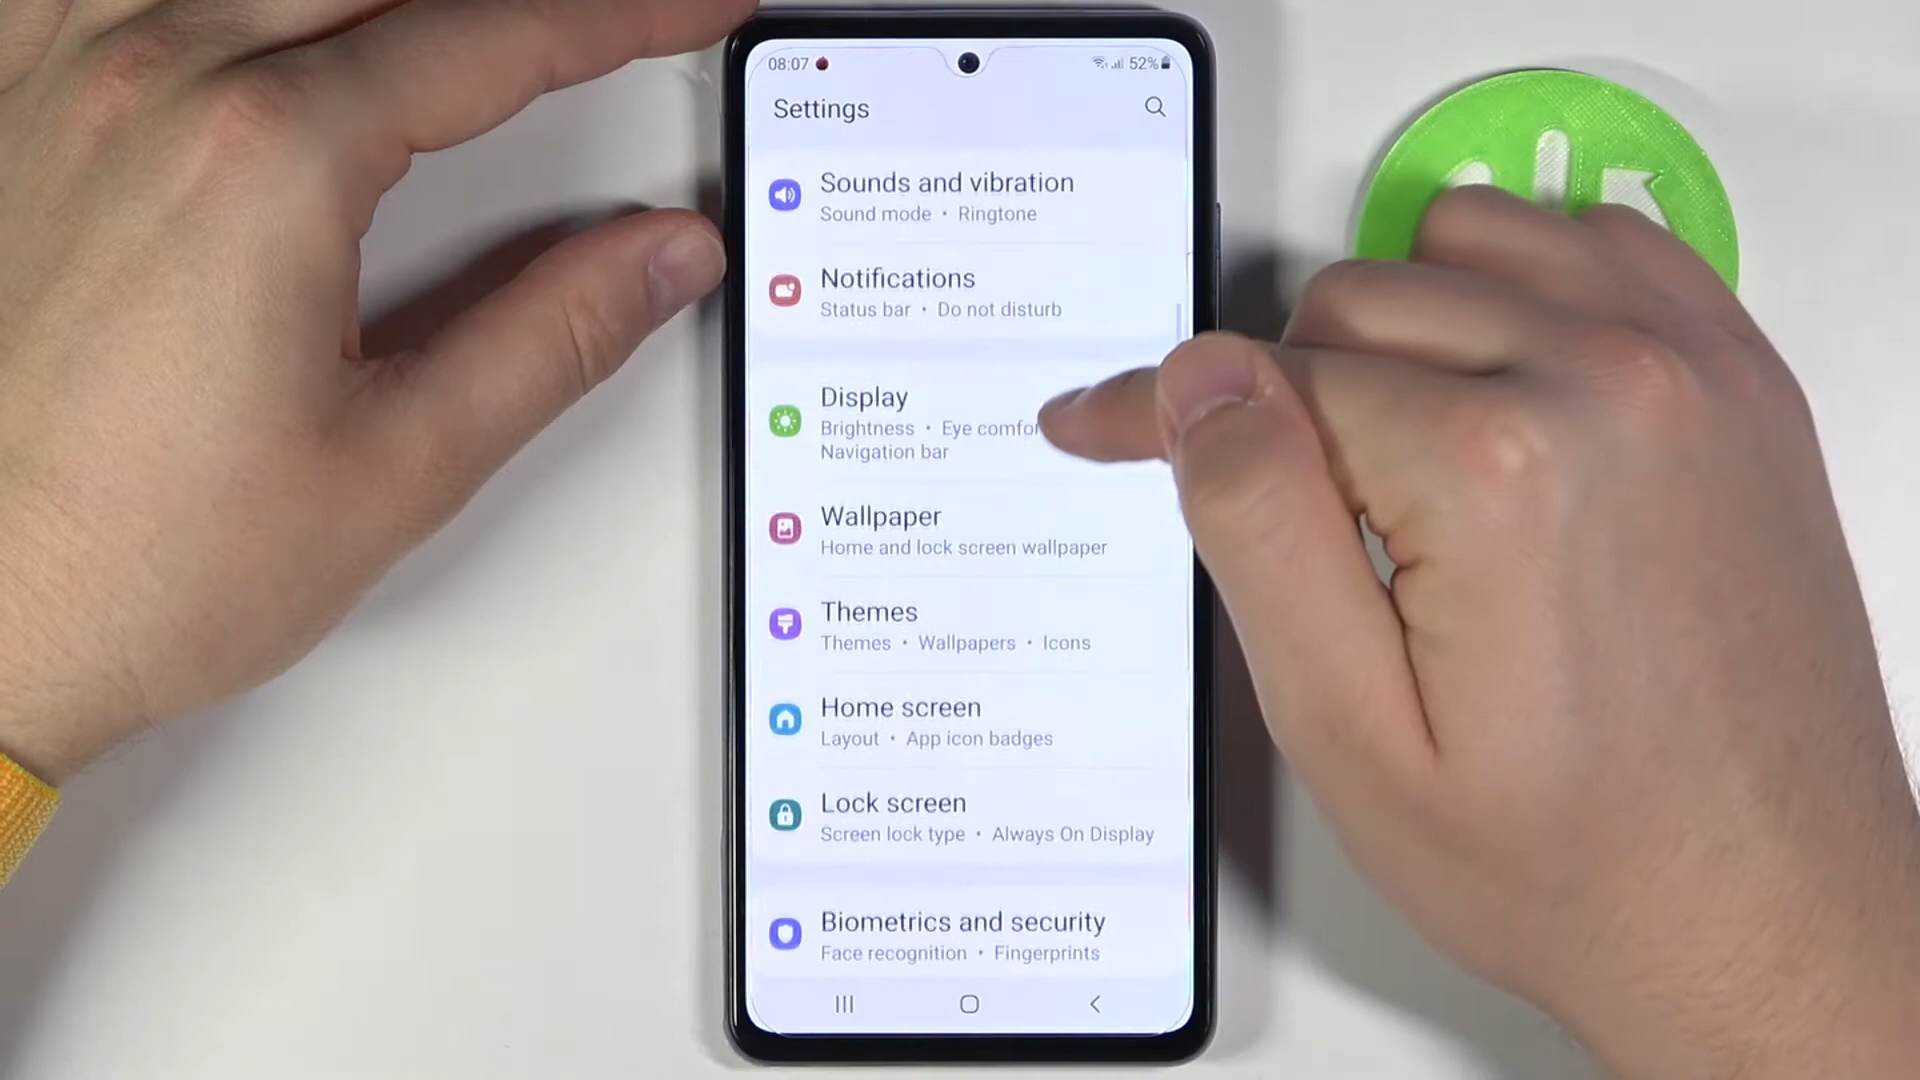 08:07 52%
Settings
Sounds and vibration
Sound mode • Ringtone
Notifications
Status bar • Do not disturb
Display
Brightness • Eye comfor
Navigation bar
Wallpaper
Home and lock screen wallpaper
Themes
Themes • Wallpapers • Icons
Home screen
Layout • App icon badges
Lock screen
Screen lock type • Always On Display
Biometrics and security
Face recognition • Fingerprints